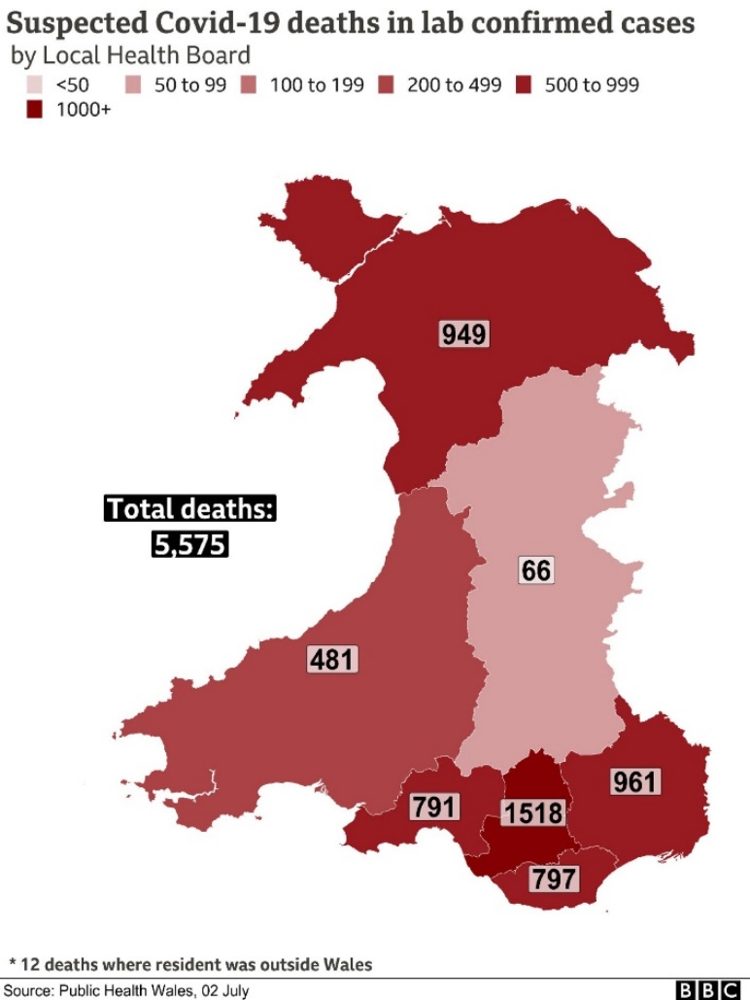 Suspected Covid-19 deaths in lab confirmed cases
by Local Health Board
<50 50 to 99 100 to 199 200 to 499 500 to 999
1000+
949
Total deaths:
5,575
66
481
961
791
1518
797
* 12 deaths where resident was outside Wales
Source: Public Health Wales, 02 July
BBC